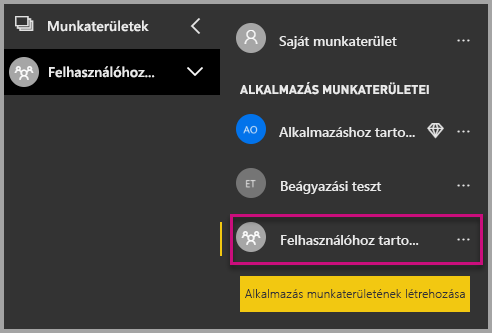 Munkaterületek
Felhasználóhoz...
Saját munkaterület ...
ALKALMAZÁS MUNKATERÜLETEI
AO Alkalmazáshoz tarto... ...
ET Beágyazási teszt ...
Felhasználóhoz tarto... ...
Alkalmazás munkaterületének létrehozása